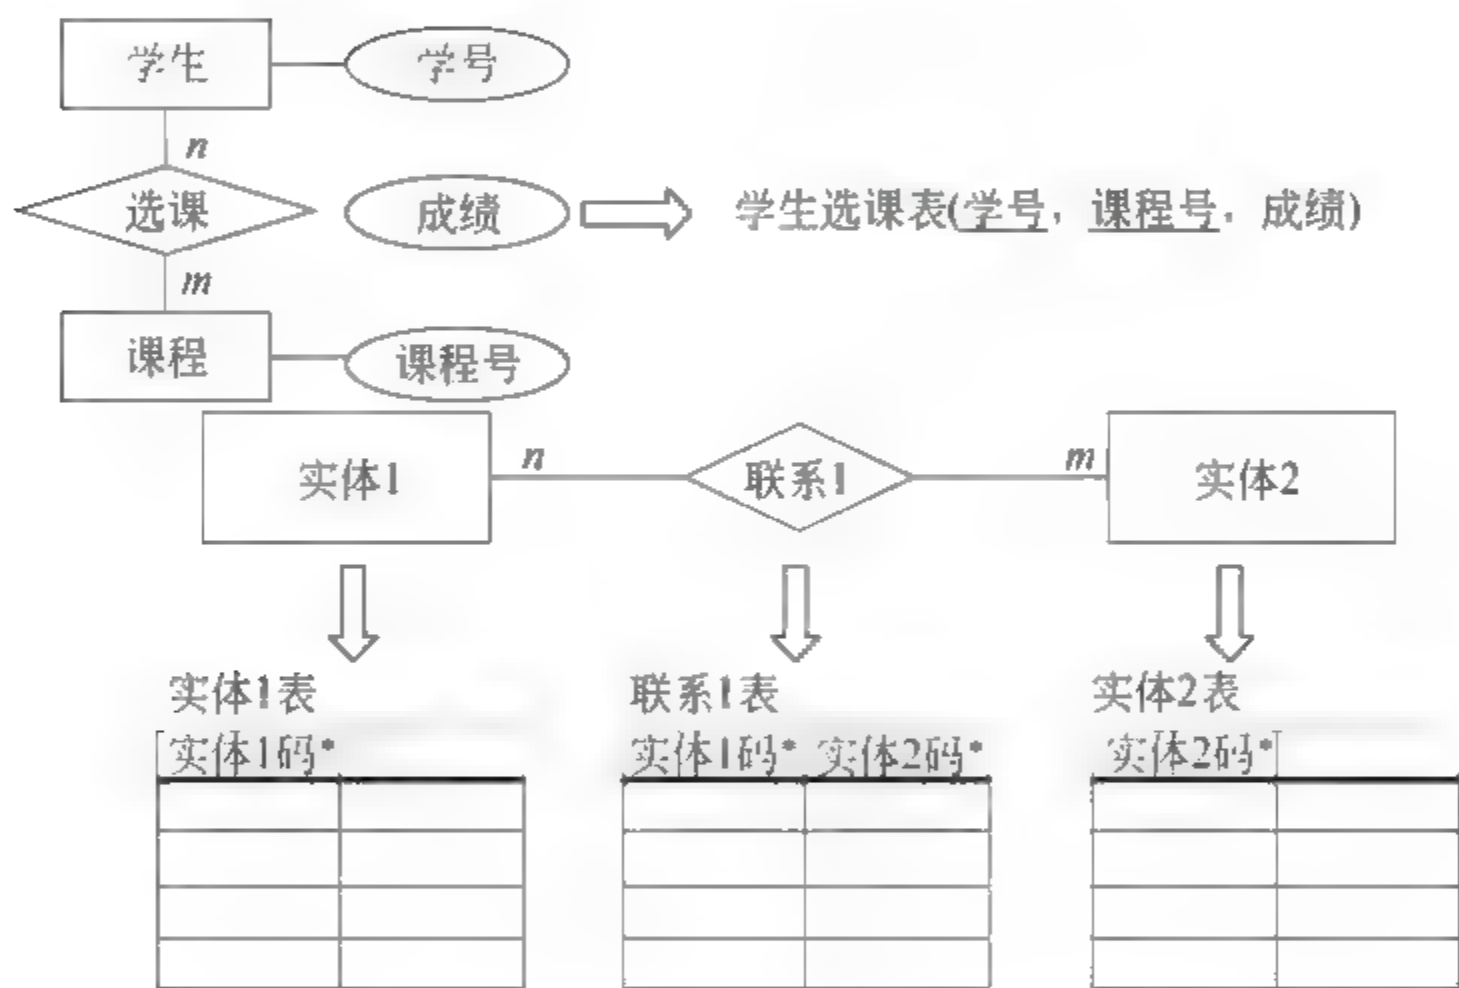 学生 学号
n
选课 成绩 学生选课表(学号, 课程号, 成绩)
m
课程 课程号
实体1 n 联系1 m 实体2
实体1表 联系1表 实体2表
实体1码* 实体1码* 实体2码* 实体2码*